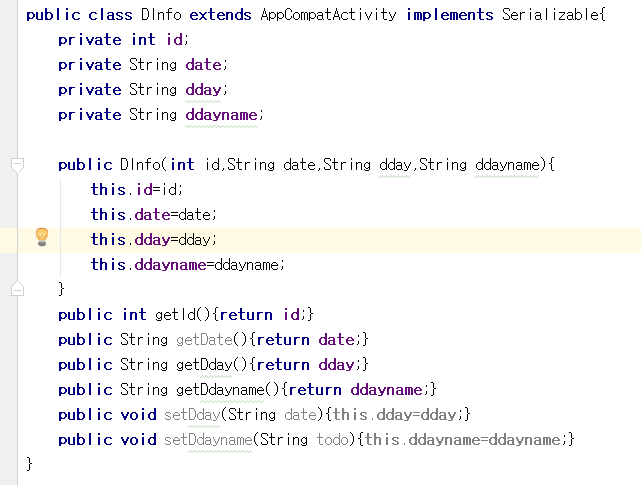 public class DInfo extends AppCompatActivity implements Serializable{
private int id;
private String date;
private String dday;
private String ddayname;
public DInfo(int id,String date,String dday,String ddayname){
this.id=id;
this.date=date;
this.dday=dday;
this.ddayname=ddayname;
}
public int getId(){return id;}
public String getDate(){return date;}
public String getDday(){return dday;}
public String getDdayname(){return ddayname;}
public void setDday(String date){this.dday=dday;}
public void setDdayname(String todo){this.ddayname=ddayname;}
}